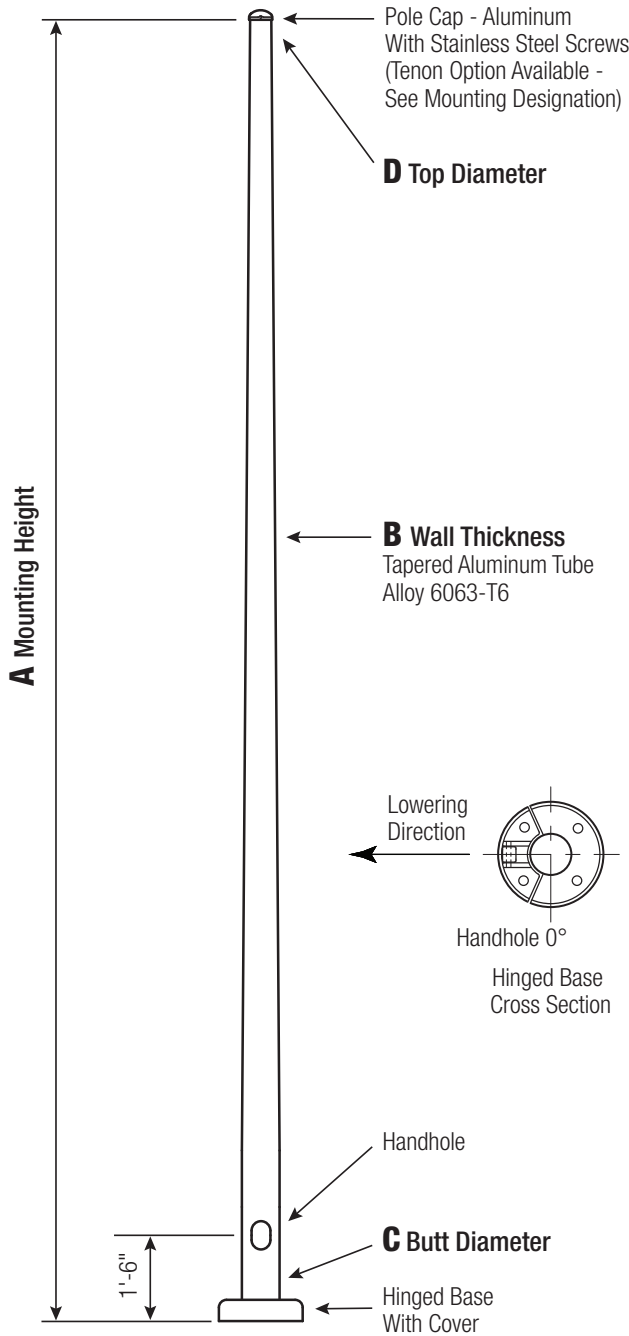 Pole Cap - Aluminum
With Stainless Steel Screws
(Tenon Option Available -
See Mounting Designation)
D Top Diameter
A Mounting Height
B Wall Thickness
Tapered Aluminum Tube
Alloy 6063-T6
Lowering
Direction
Handhole 0°
Hinged Base
Cross Section
Handhole
1'-6"
C Butt Diameter
Hinged Base
With Cover